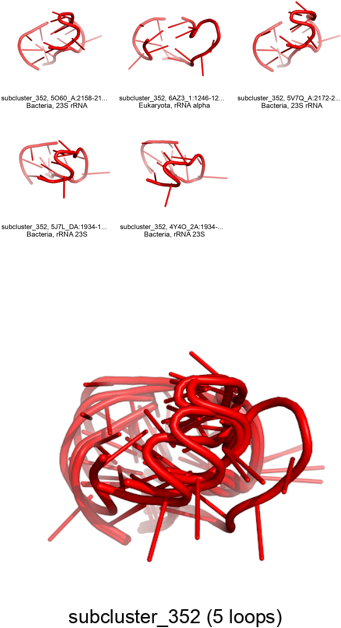 subcluster_352, 5O60_A:2158-21...
Bacteria, 23S rRNA
subcluster_352, 6AZ3_1:1246-12...
Eukaryota, rRNA alpha
subcluster_352, 5V7Q_A:2172-2...
Bacteria, 23S rRNA
subcluster_352, 5J7L_DA:1934-1...
Bacteria, rRNA 23S
subcluster_352, 4Y4O_2A:1934-...
Bacteria, rRNA 23S
subcluster_352 (5 loops)